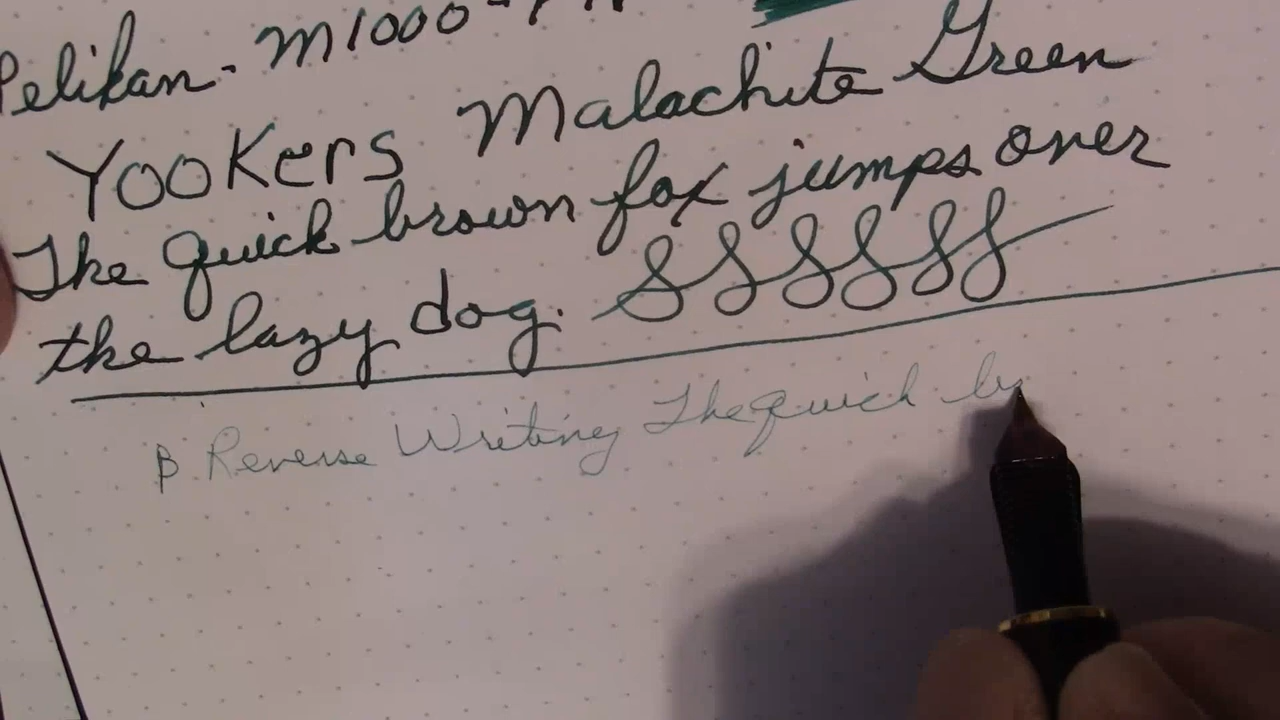 Pelikan - M1000 -
Yookers Malachite Green
The quick brown fox jumps over
the lazy dog. SSSSSS
B Reverse Writing The quick br